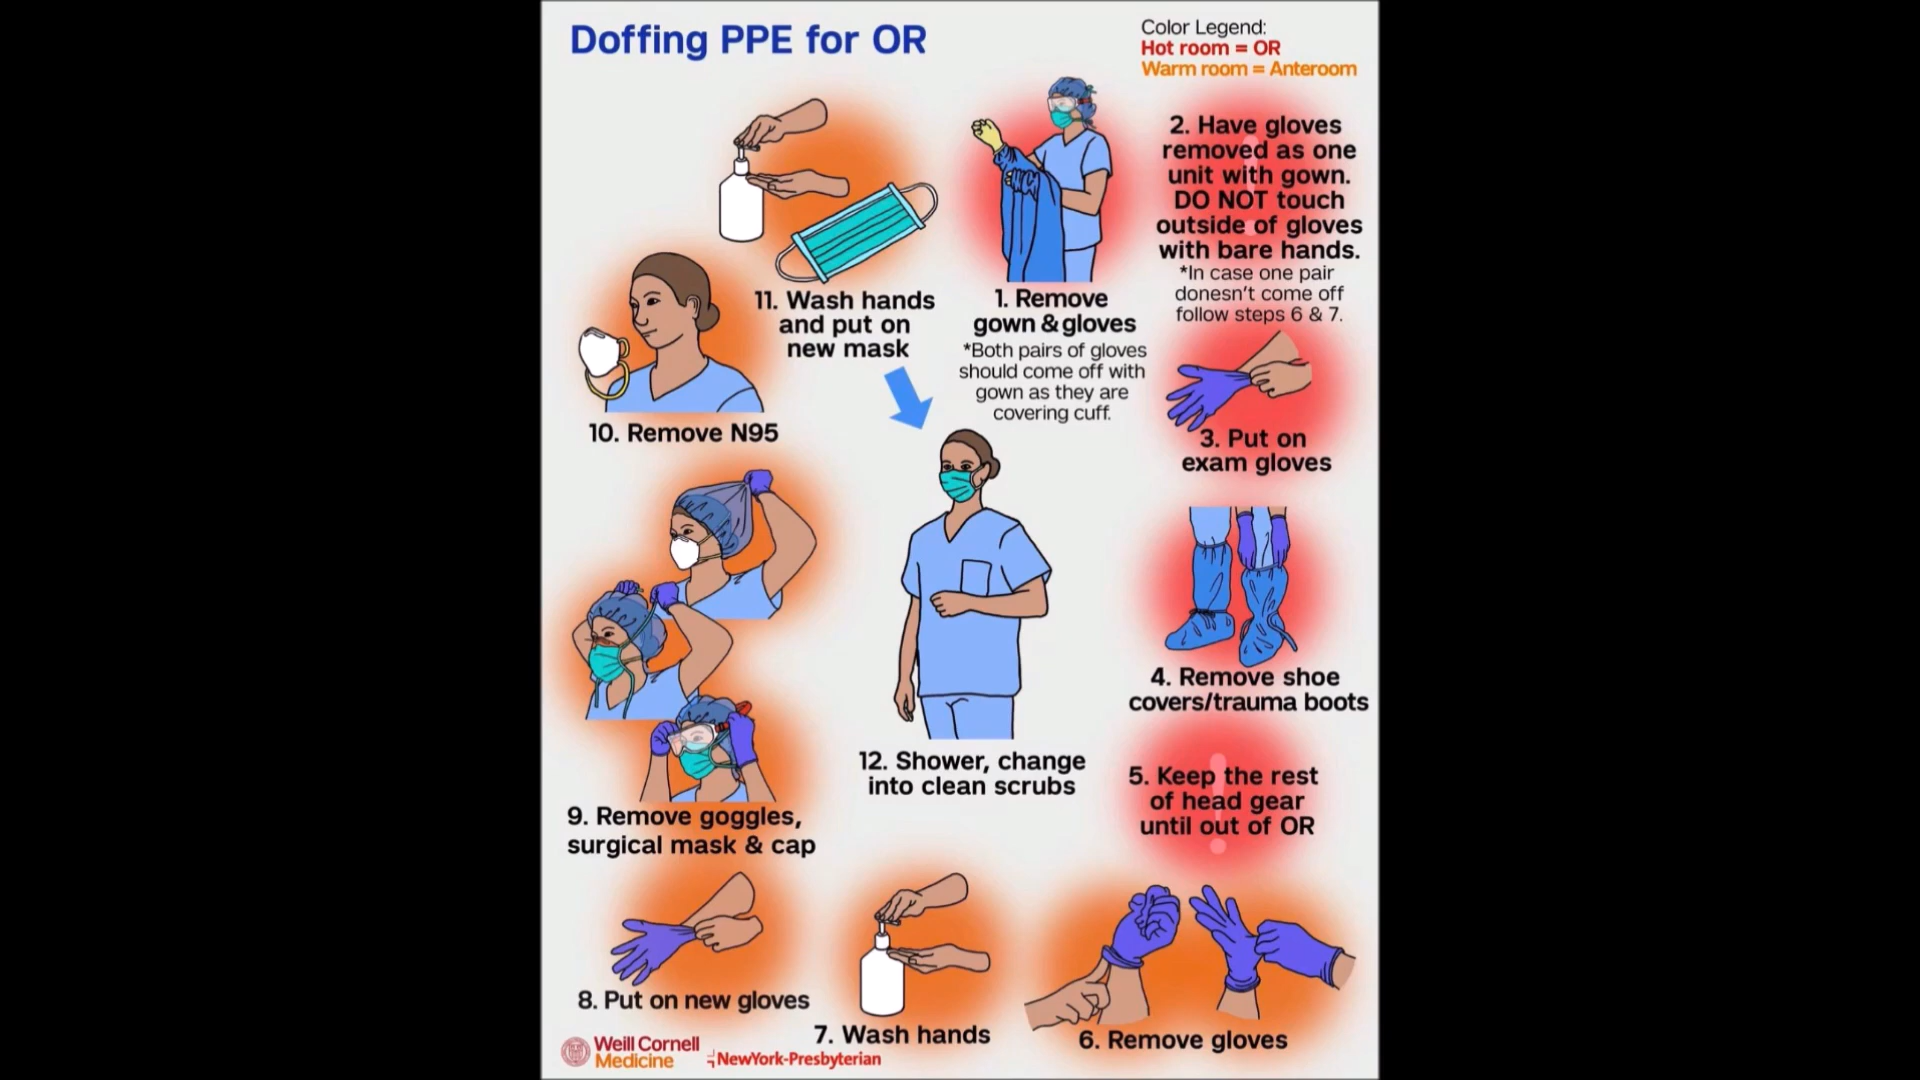 Doffing PPE for OR
Color Legend:
Hot room = OR
Warm room = Anteroom
1. Remove
gown & gloves
*Both pairs of gloves
should come off with
gown as they are
covering cuff.
2. Have gloves
removed as one
unit with gown.
DO NOT touch
outside of gloves
with bare hands.
*In case one pair
donesn't come off
follow steps 6 & 7.
3. Put on
exam gloves
4. Remove shoe
covers/trauma boots
5. Keep the rest
of head gear
until out of OR
6. Remove gloves
7. Wash hands
8. Put on new gloves
9. Remove goggles,
surgical mask & cap
10. Remove N95
11. Wash hands
and put on
new mask
12. Shower, change
into clean scrubs
Weill Cornell
Medicine
NewYork-Presbyterian